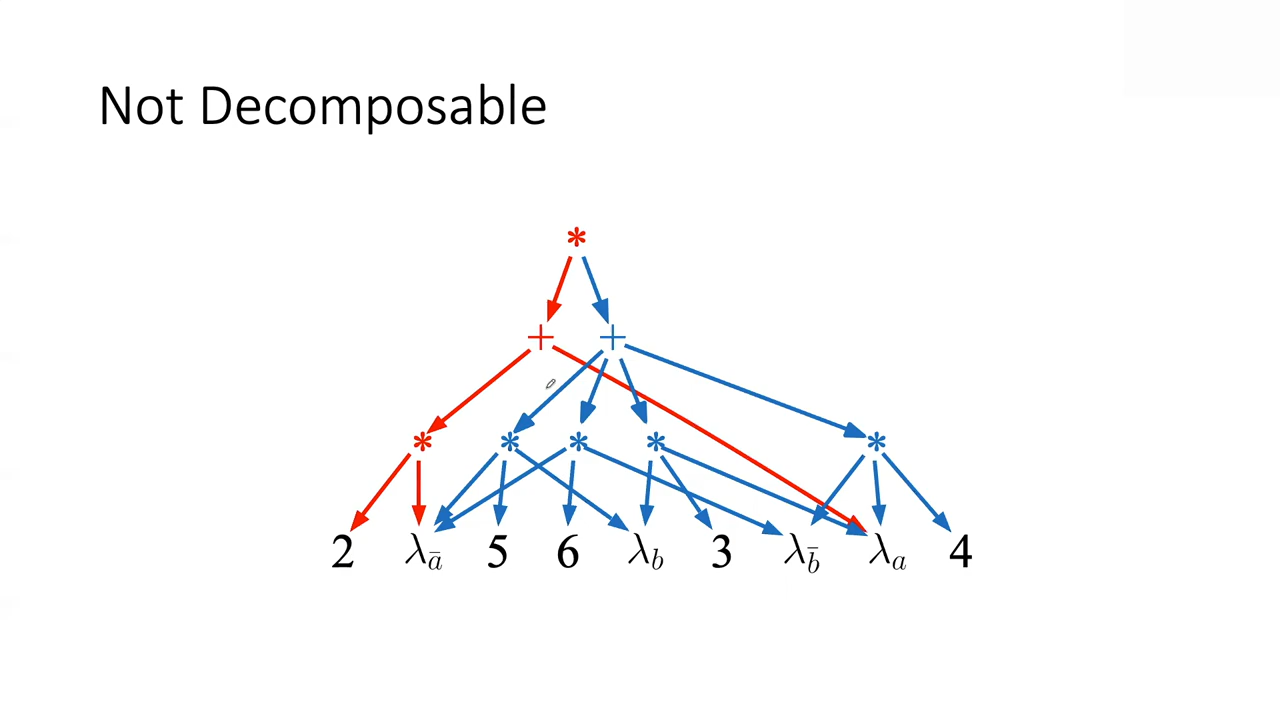 Not Decomposable
*
+ +
* * * * *
2 λ_ā 5 6 λ_b 3 λ_b̄ λ_a 4